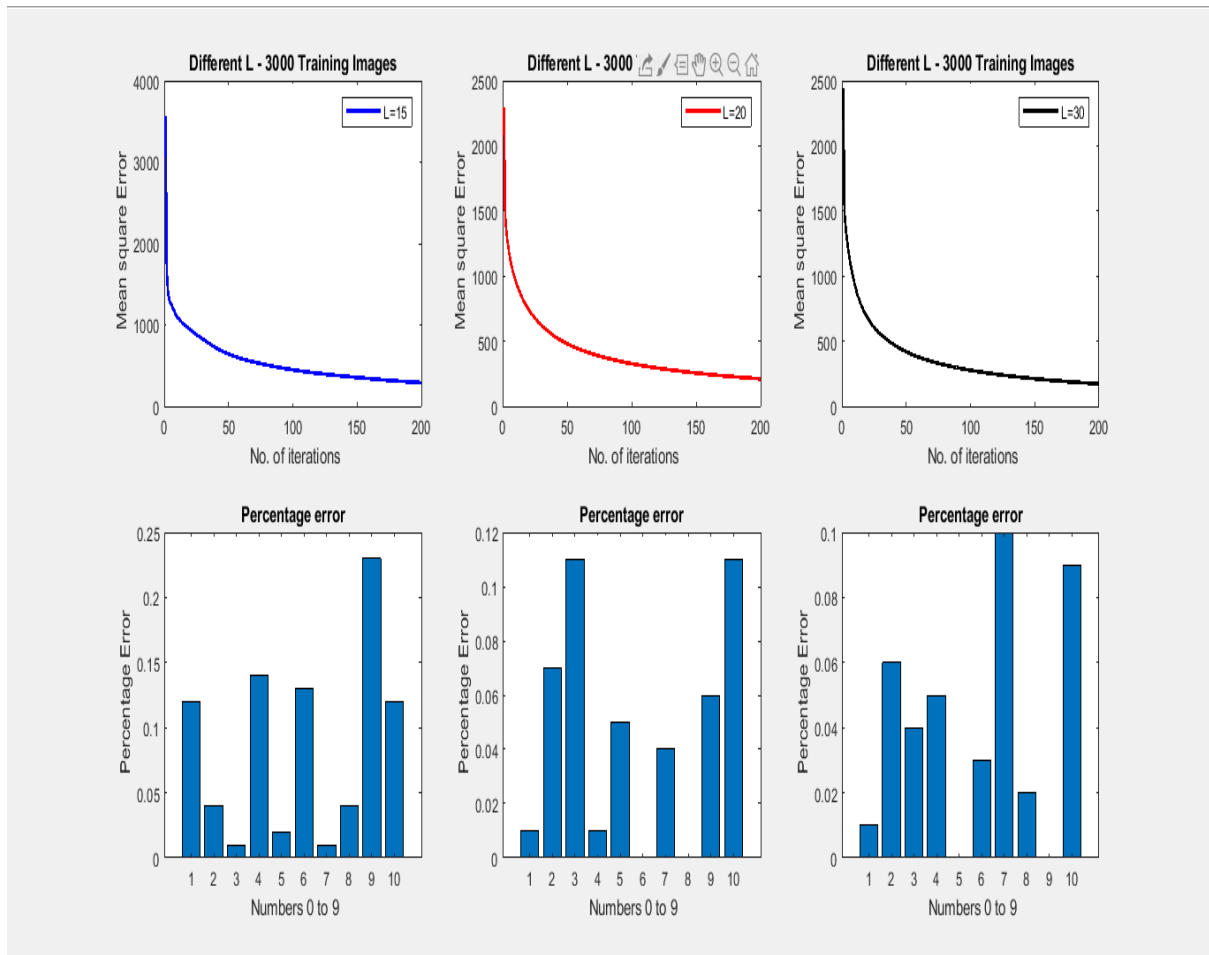 Different L - 3000 Training Images
4000
3000
2000
1000
0
0 50 100 150 200
Mean square Error
No. of iterations
L=15
Different L - 3000
2500
2000
1500
1000
500
0
0 50 100 150 200
Mean square Error
No. of iterations
L=20
Different L - 3000 Training Images
2500
2000
1500
1000
500
0
0 50 100 150 200
Mean square Error
No. of iterations
L=30
Percentage error
0.25
0.2
0.15
0.1
0.05
0
1 2 3 4 5 6 7 8 9 10
Percentage Error
Numbers 0 to 9
Percentage error
0.12
0.1
0.08
0.06
0.04
0.02
0
1 2 3 4 5 6 7 8 9 10
Percentage Error
Numbers 0 to 9
Percentage error
0.1
0.08
0.06
0.04
0.02
0
1 2 3 4 5 6 7 8 9 10
Percentage Error
Numbers 0 to 9